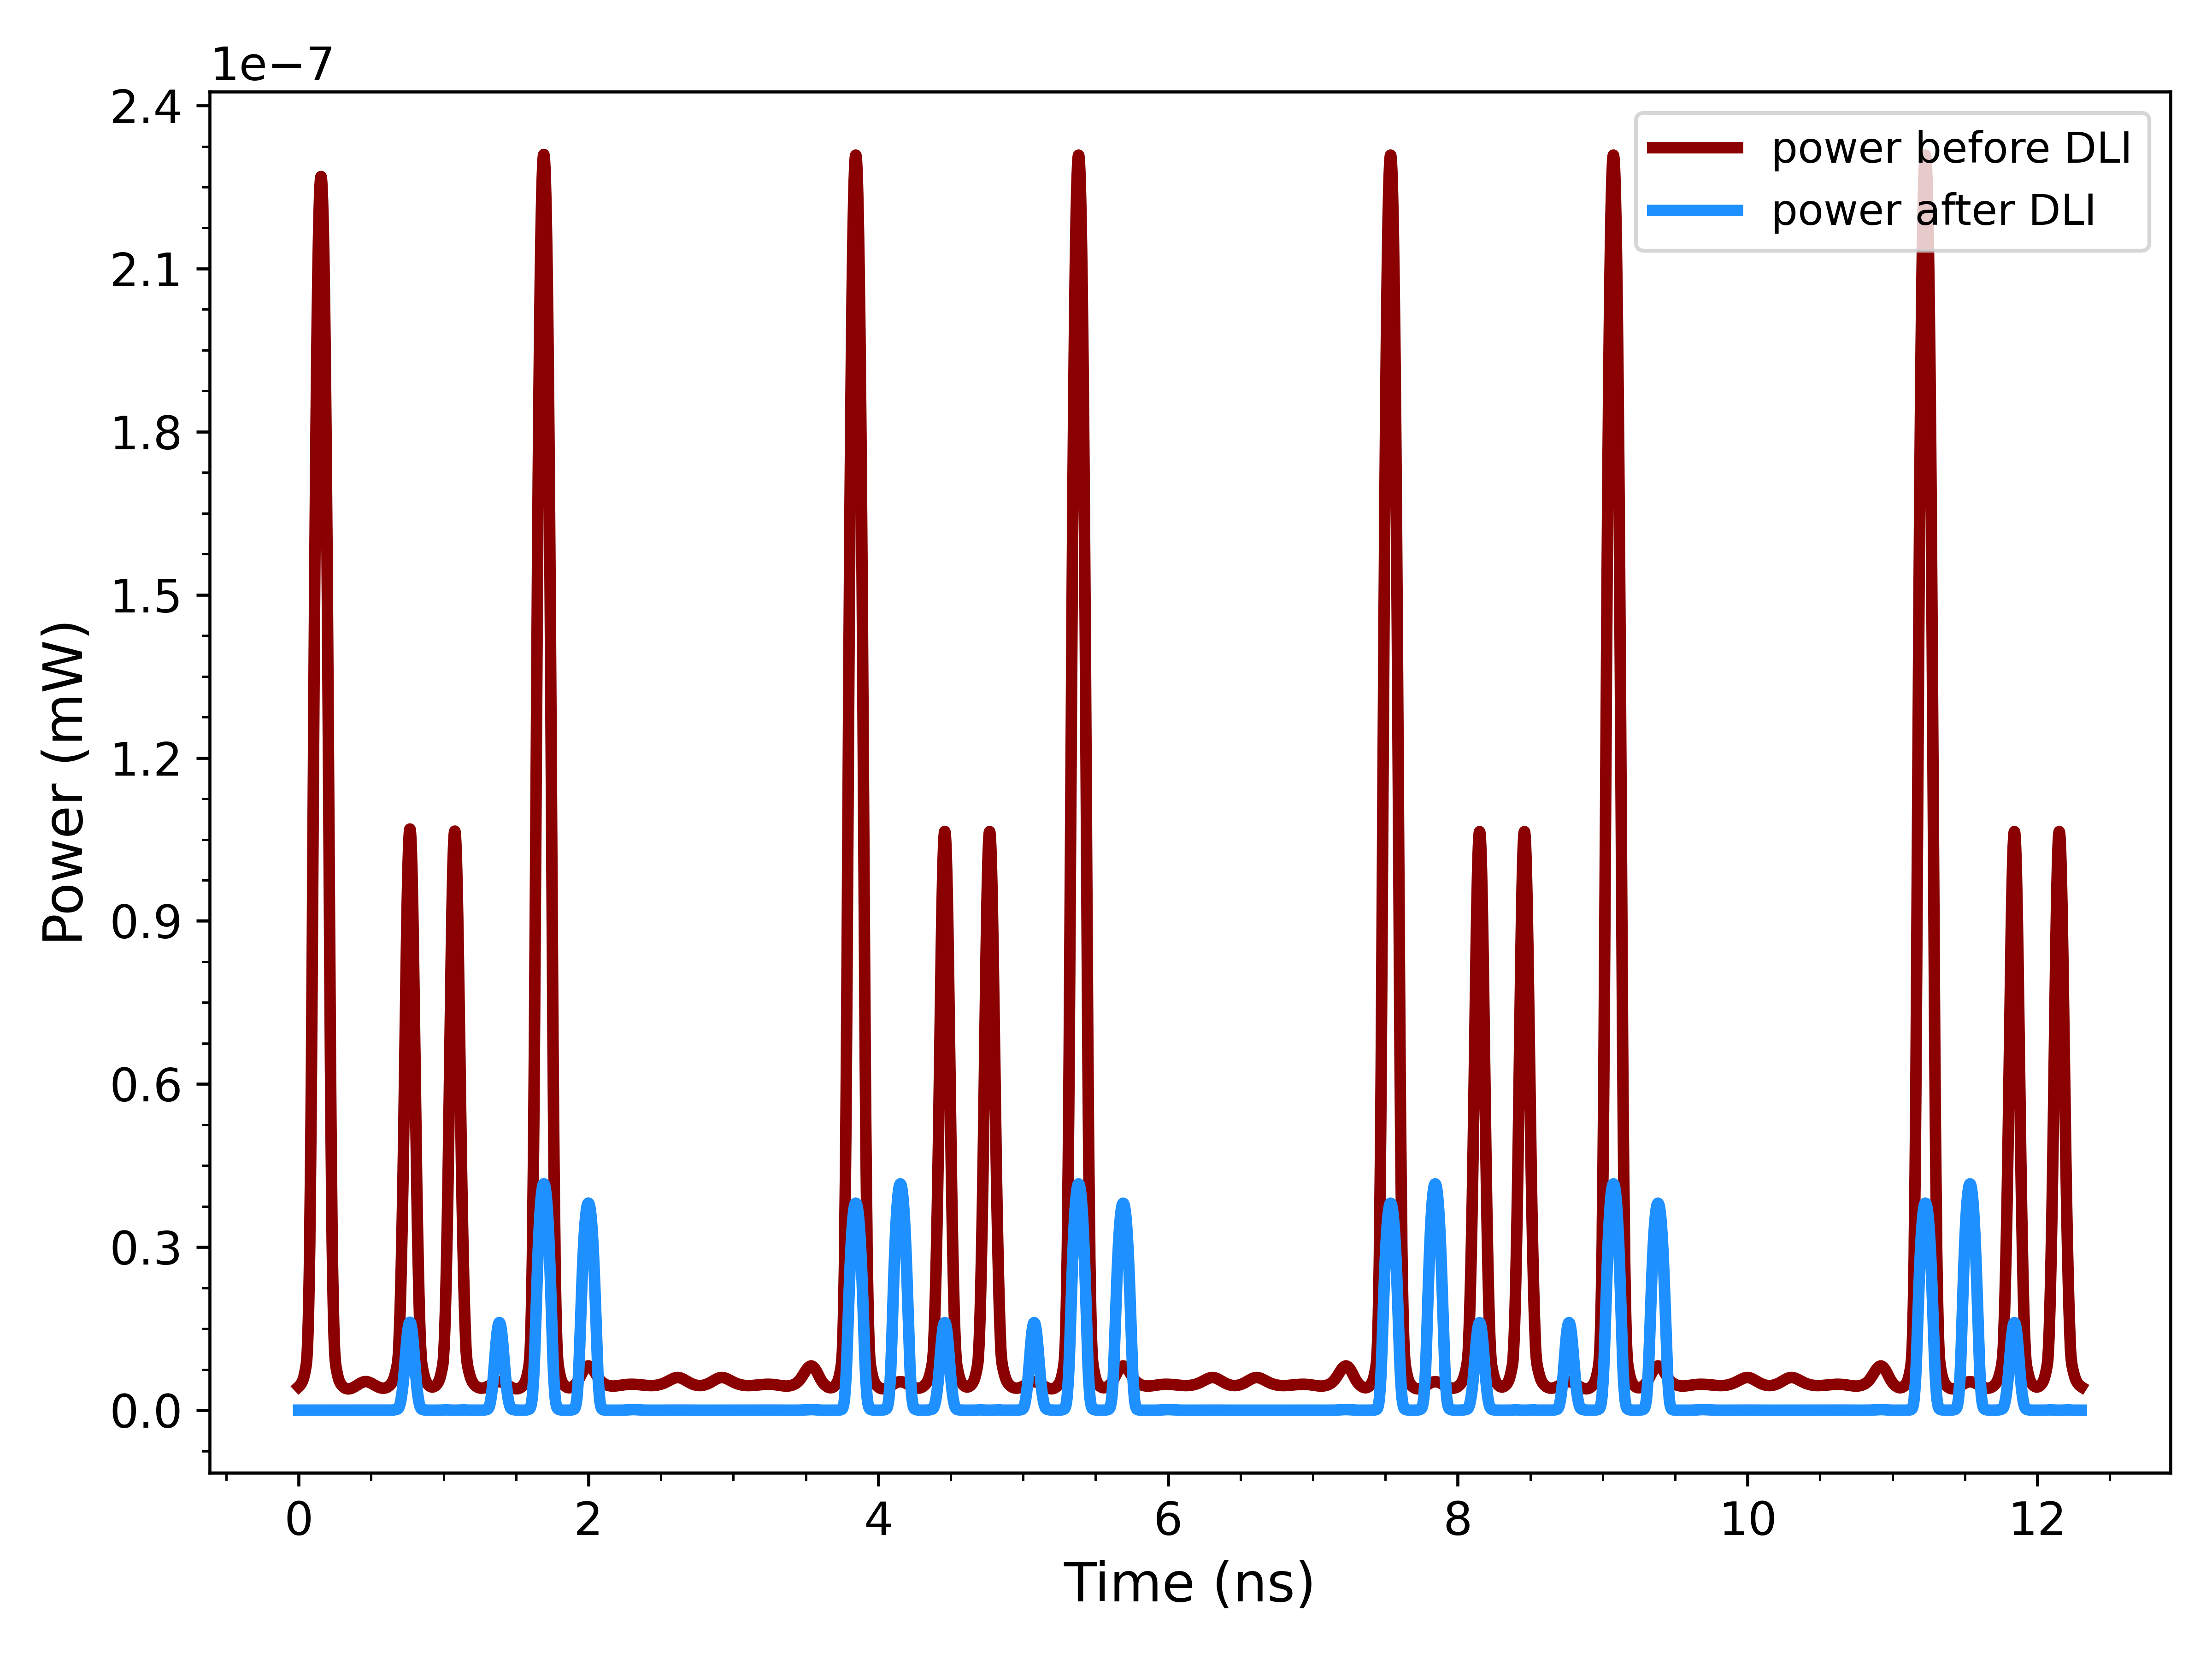 1e−7
2.4
2.1
1.8
1.5
1.2
0.9
0.6
0.3
0.0
Power (mW)
power before DLI
power after DLI
0 2 4 6 8 10 12
Time (ns)